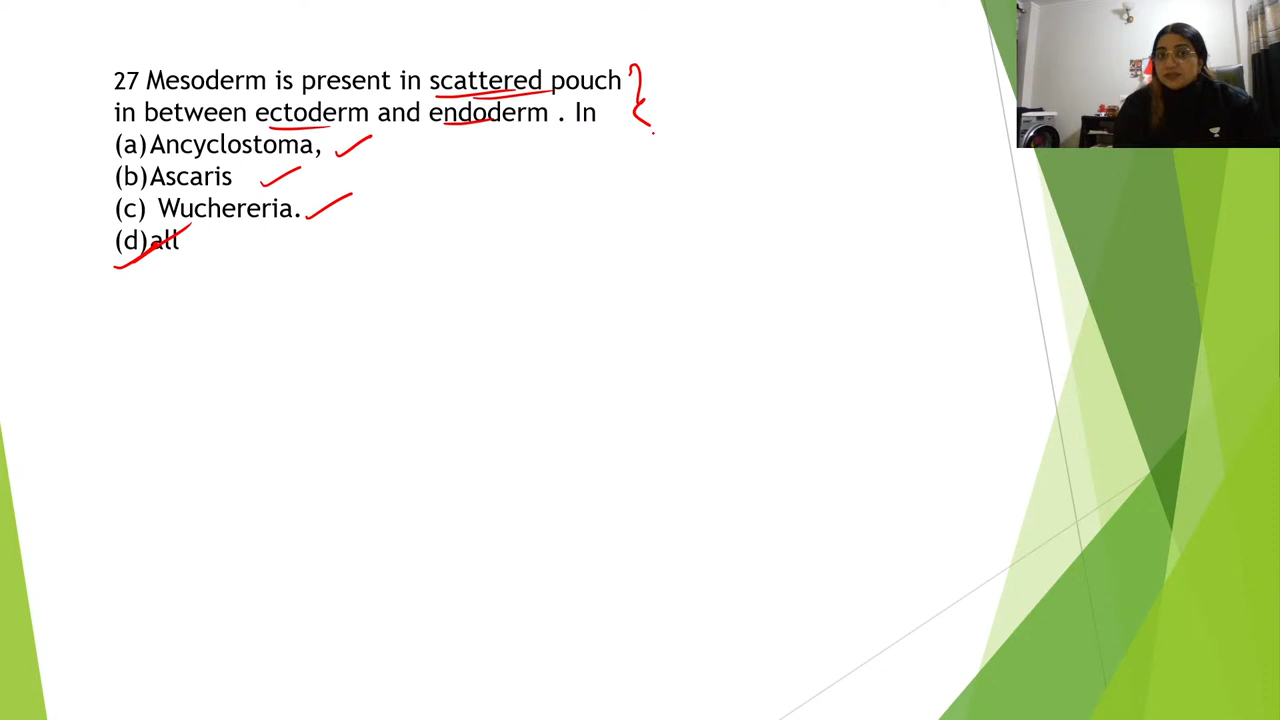 27 Mesoderm is present in scattered pouch
in between ectoderm and endoderm . In
(a)Ancyclostoma,
(b)Ascaris
(c) Wuchereria.
(d)all